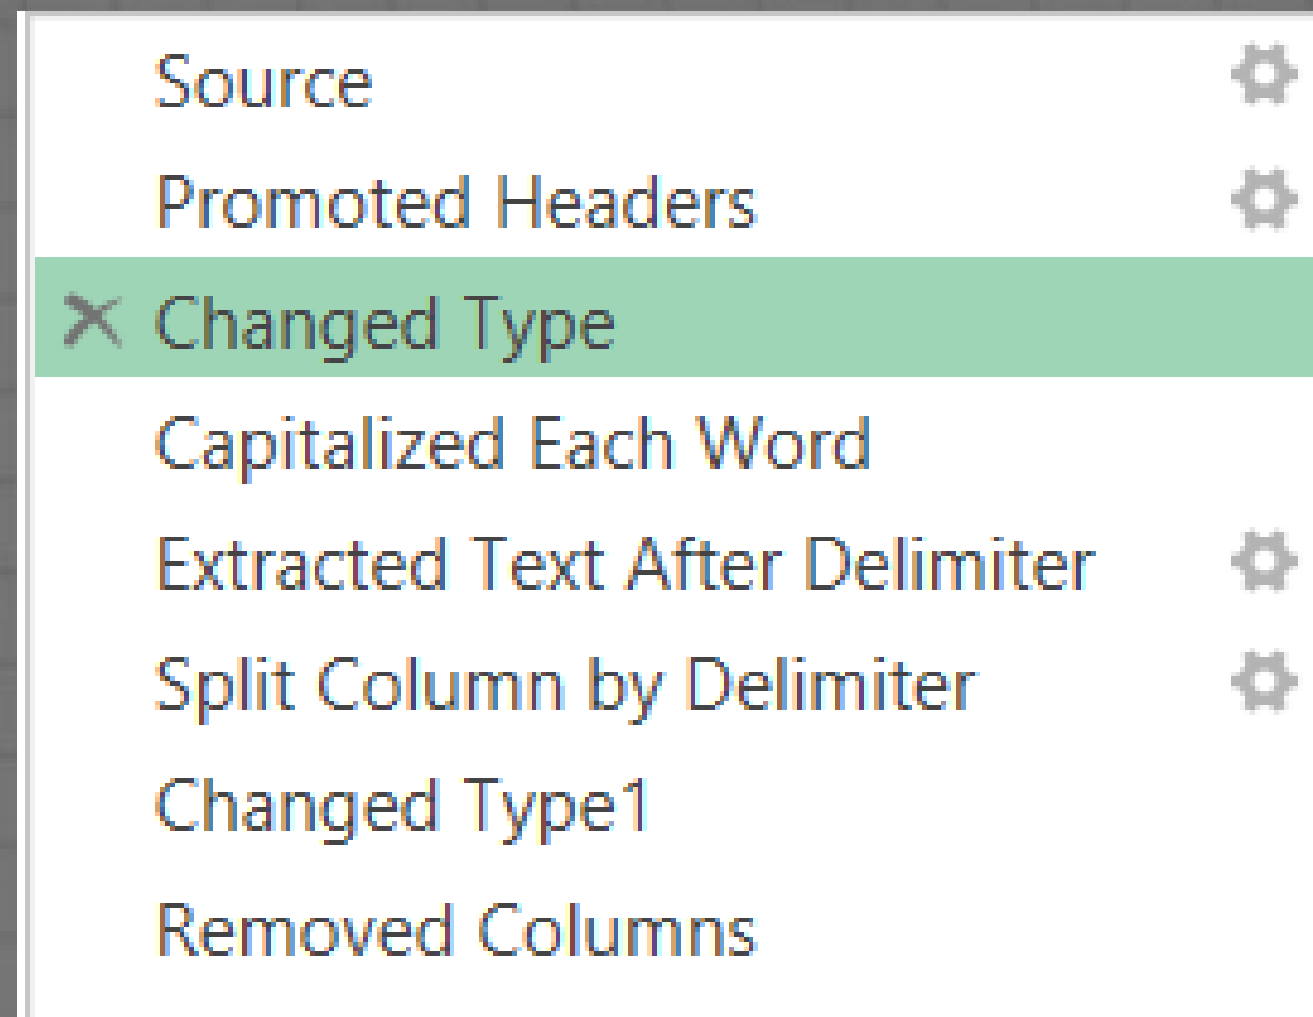 Source
Promoted Headers
Changed Type
Capitalized Each Word
Extracted Text After Delimiter
Split Column by Delimiter
Changed Type1
Removed Columns